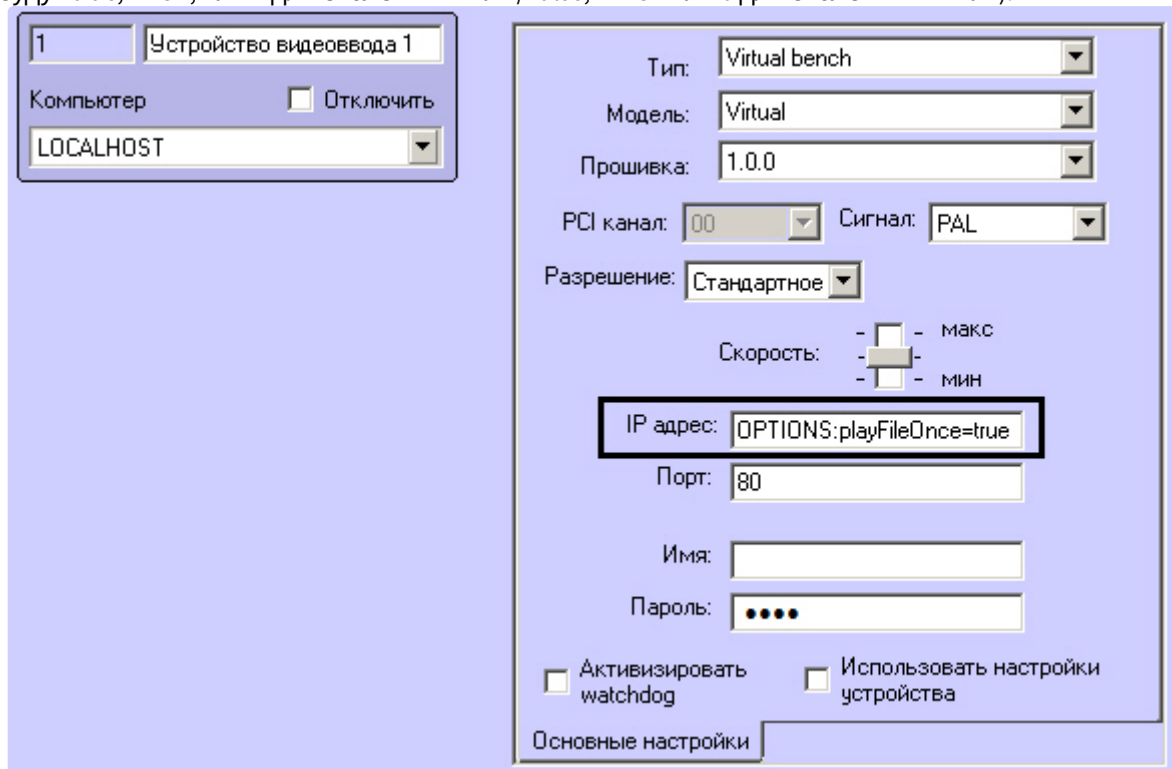 1
Устройство видеоввода 1
Компьютер
Отключить
LOCALHOST
Тип: Virtual bench
Модель: Virtual
Прошивка: 1.0.0
PCI канал: 00 Сигнал: PAL
Разрешение: Стандартное
- - макс
Скорость: - -
- - мин
IP адрес: OPTIONS:playFileOnce=true
Порт: 80
Имя:
Пароль: ••••
Активизировать
watchdog
Использовать настройки
устройства
Основные настройки